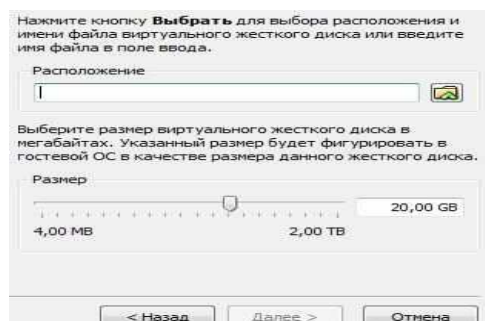 Нажмите кнопку Выбрать для выбора расположения и
имени файла виртуального жесткого диска или введите
имя файла в поле ввода.
Расположение
Выберите размер виртуального жесткого диска в
мегабайтах. Указанный размер будет фигурировать в
гостевой ОС в качестве размера данного жесткого диска.
Размер
20,00 GB
4,00 MB 2,00 TB
< Назад Далее > Отмена